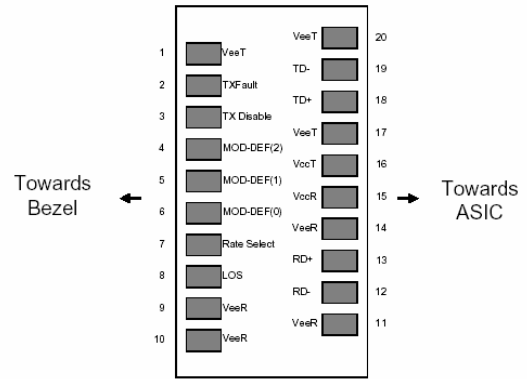 Towards
Bezel
1 VeeT
2 TXFault
3 TX Disable
4 MOD-DEF(2)
5 MOD-DEF(1)
6 MOD-DEF(0)
7 Rate Select
8 LOS
9 VeeR
10 VeeR
VeeT 20
TD- 19
TD+ 18
VeeT 17
VccT 16
VccR 15
VeeR 14
RD+ 13
RD- 12
VeeR 11
Towards
ASIC